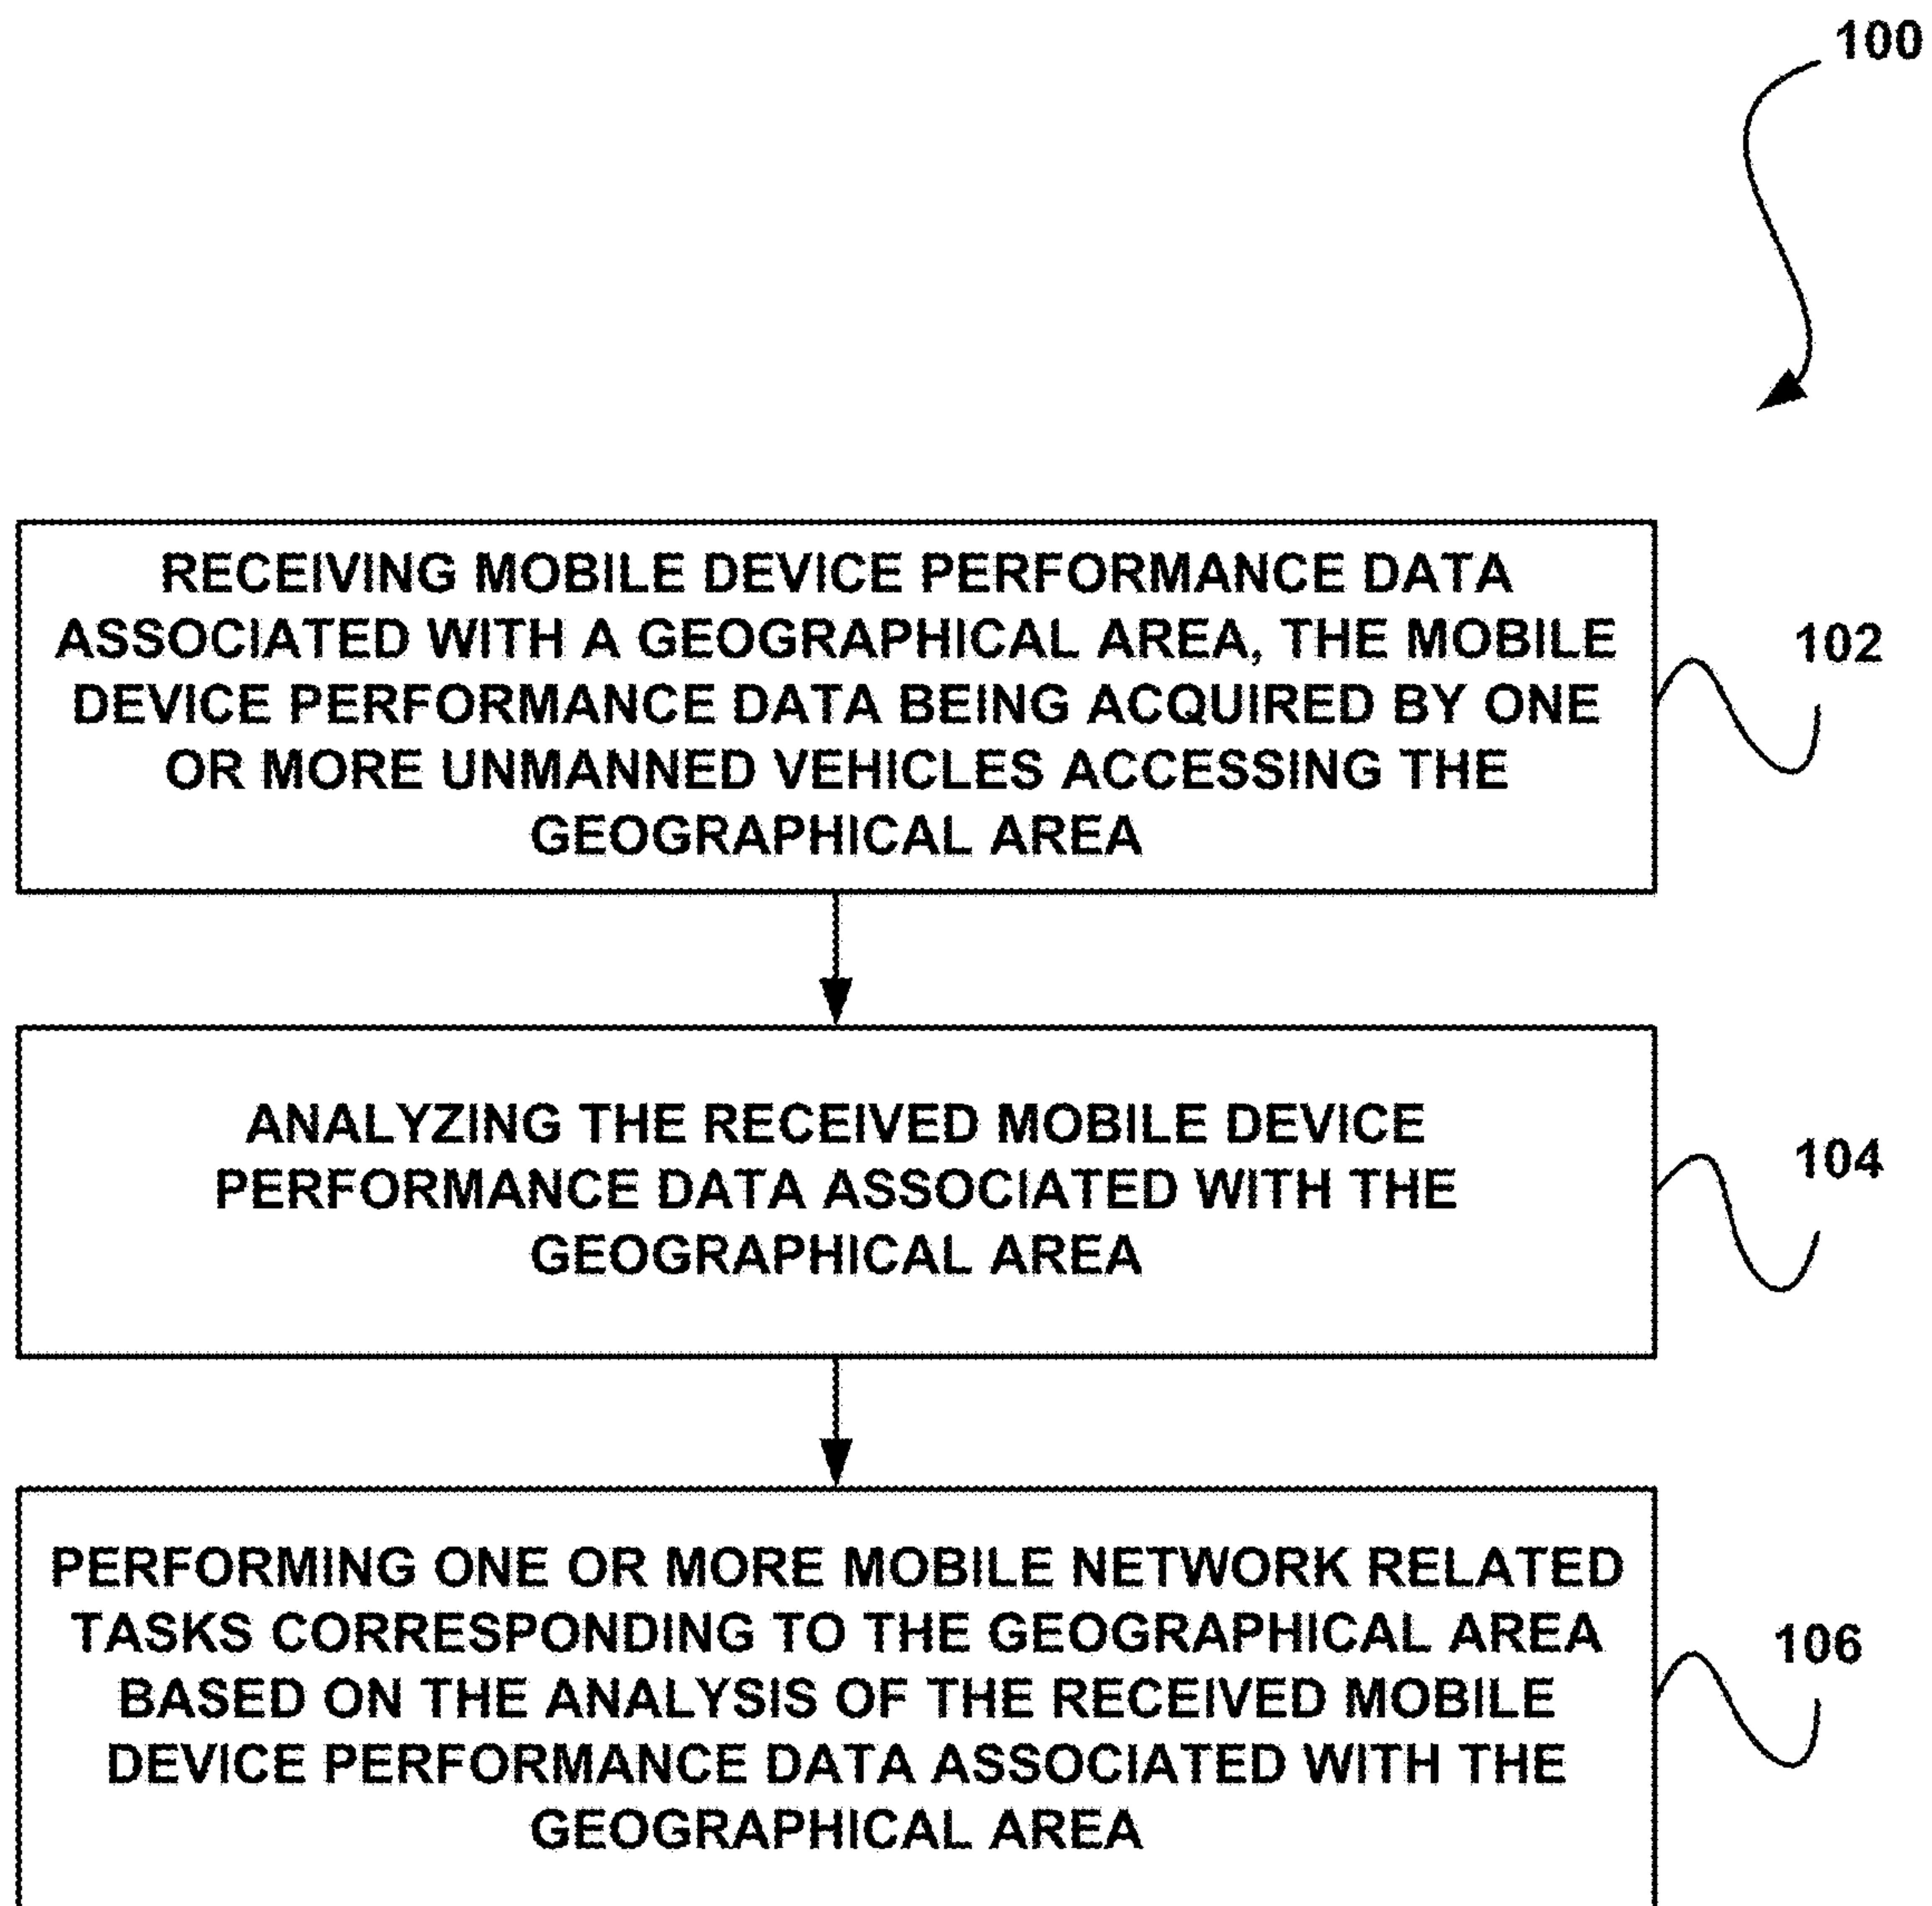 100
RECEIVING MOBILE DEVICE PERFORMANCE DATA
ASSOCIATED WITH A GEOGRAPHICAL AREA, THE MOBILE
DEVICE PERFORMANCE DATA BEING ACQUIRED BY ONE
OR MORE UNMANNED VEHICLES ACCESSING THE
GEOGRAPHICAL AREA
102
ANALYZING THE RECEIVED MOBILE DEVICE
PERFORMANCE DATA ASSOCIATED WITH THE
GEOGRAPHICAL AREA
104
PERFORMING ONE OR MORE MOBILE NETWORK RELATED
TASKS CORRESPONDING TO THE GEOGRAPHICAL AREA
BASED ON THE ANALYSIS OF THE RECEIVED MOBILE
DEVICE PERFORMANCE DATA ASSOCIATED WITH THE
GEOGRAPHICAL AREA
106